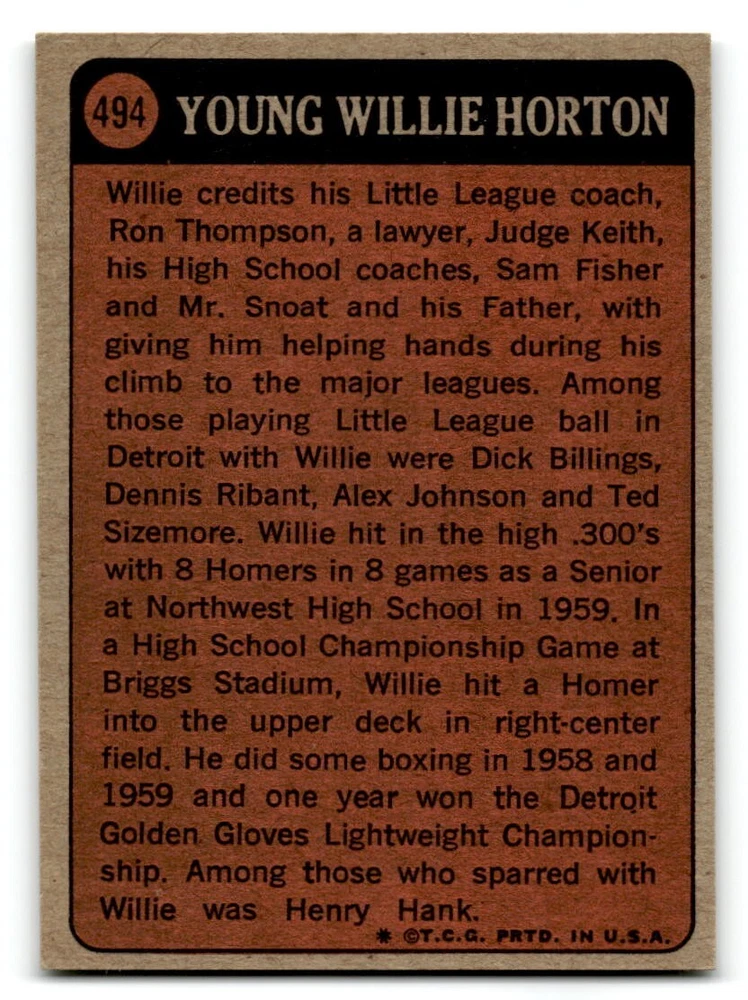 494 YOUNG WILLIE HORTON
Willie credits his Little League coach,
Ron Thompson, a lawyer, Judge Keith,
his High School coaches, Sam Fisher
and Mr. Snoat and his Father, with
giving him helping hands during his
climb to the major leagues. Among
those playing Little League ball in
Detroit with Willie were Dick Billings,
Dennis Ribant, Alex Johnson and Ted
Sizemore. Willie hit in the high .300's
with 8 Homers in 8 games as a Senior
at Northwest High School in 1959. In
a High School Championship Game at
Briggs Stadium, Willie hit a Homer
into the upper deck in right-center
field. He did some boxing in 1958 and
1959 and one year won the Detroit
Golden Gloves Lightweight Champion-
ship. Among those who sparred with
Willie was Henry Hank.
* ©T.C.G. PRTD. IN U.S.A.